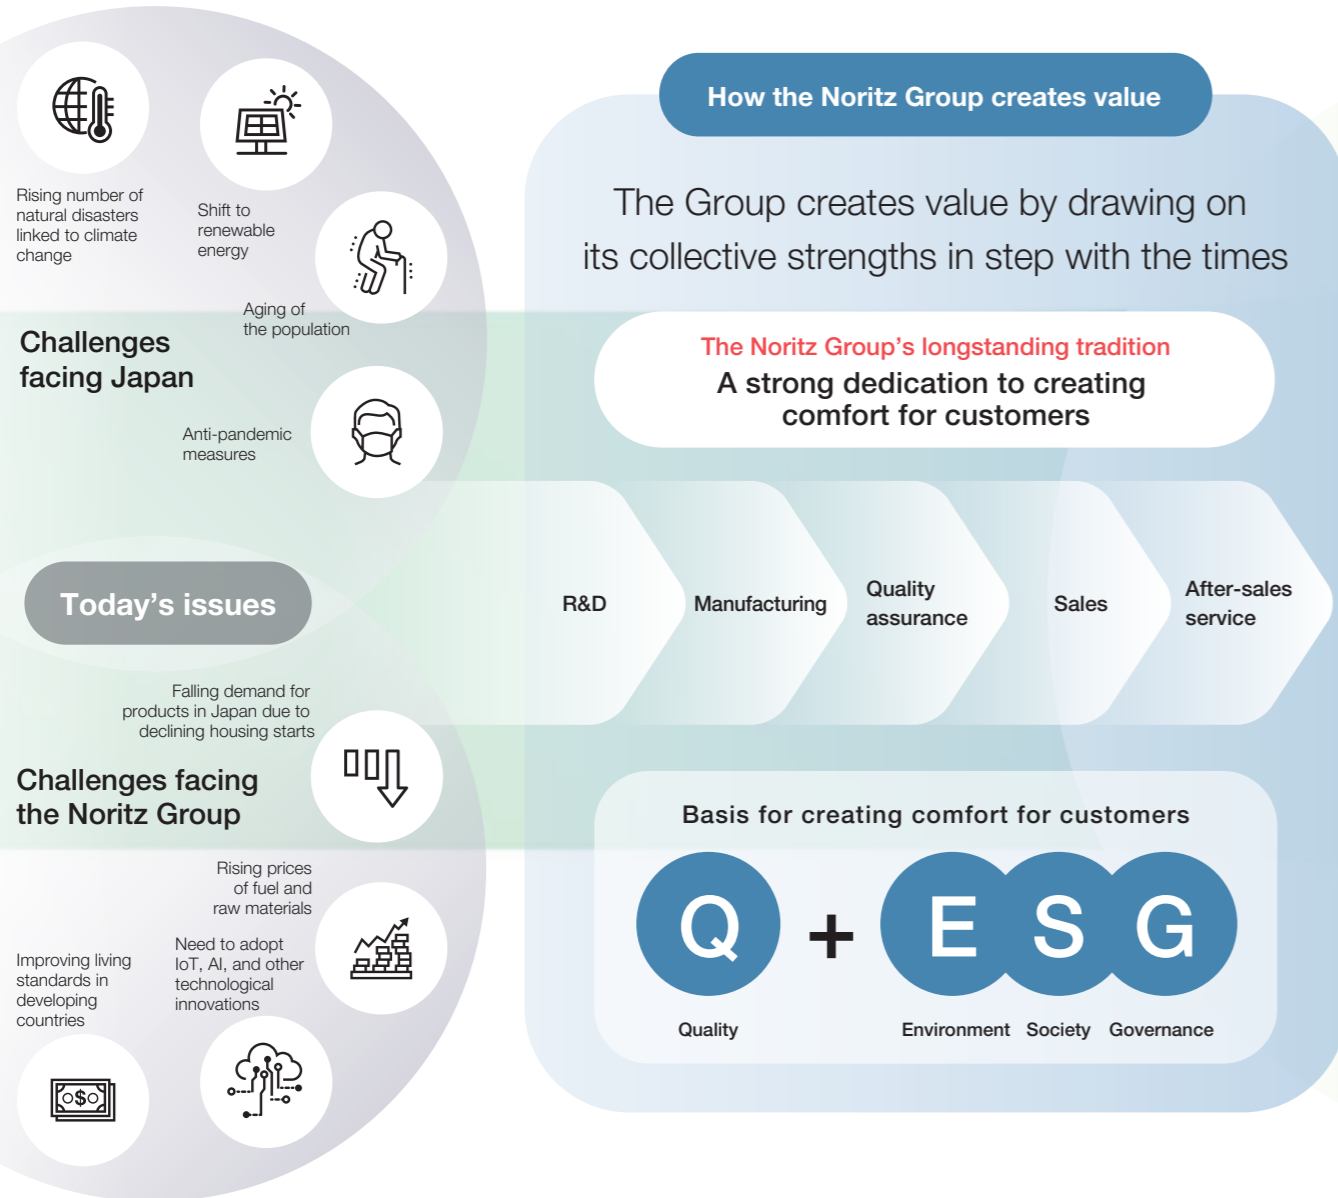 Rising number of
natural disasters
linked to climate
change
Shift to
renewable
energy
Aging of
the population
Challenges
facing Japan
Anti-pandemic
measures
Today's issues
Falling demand for
products in Japan due to
declining housing starts
Challenges facing
the Noritz Group
Rising prices
of fuel and
raw materials
Need to adopt
IoT, AI, and other
technological
innovations
Improving living
standards in
developing
countries
$
How the Noritz Group creates value
The Group creates value by drawing on
its collective strengths in step with the times
The Noritz Group's longstanding tradition
A strong dedication to creating
comfort for customers
R&D
Manufacturing
Quality
assurance
Sales
After-sales
service
Basis for creating comfort for customers
Q + E S G
Quality
Environment Society Governance